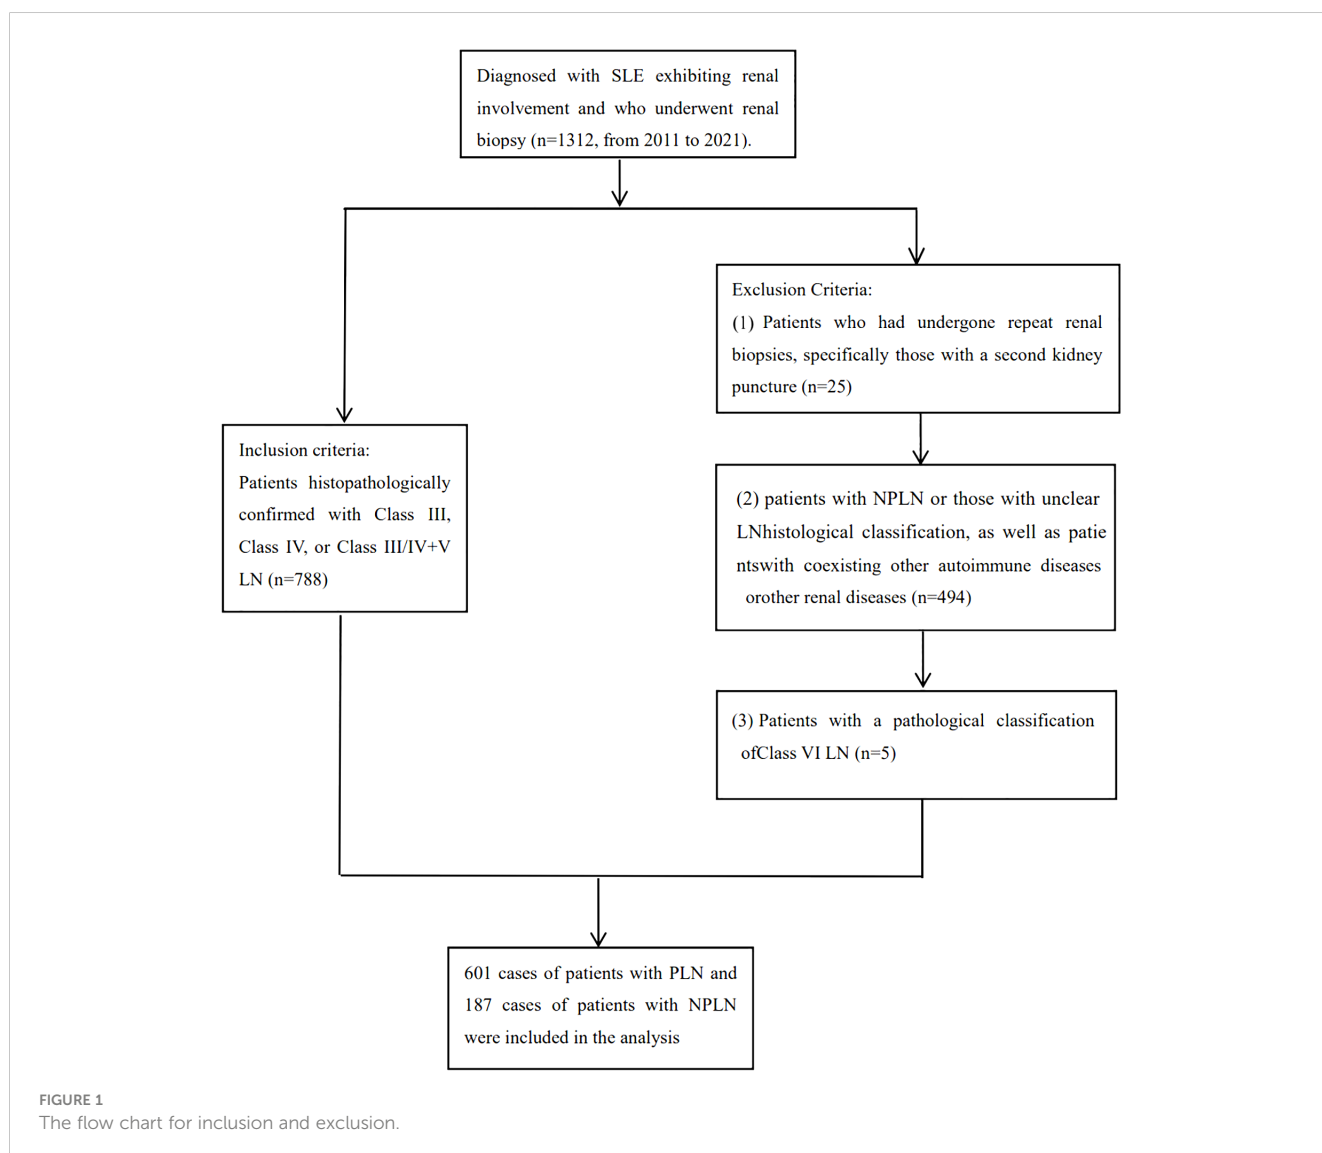 Diagnosed with SLE exhibiting renal
involvement and who underwent renal
biopsy (n=1312, from 2011 to 2021).
Exclusion Criteria:
(1) Patients who had undergone repeat renal
biopsies, specifically those with a second kidney
puncture (n=25)
Inclusion criteria:
Patients histopathologically
confirmed with Class III,
Class IV, or Class III/IV+V
LN (n=788)
(2) patients with NPLN or those with unclear
LNhistological classification, as well as patie
ntswith coexisting other autoimmune diseases
orother renal diseases (n=494)
(3) Patients with a pathological classification
ofClass VI LN (n=5)
601 cases of patients with PLN and
187 cases of patients with NPLN
were included in the analysis
FIGURE 1
The flow chart for inclusion and exclusion.